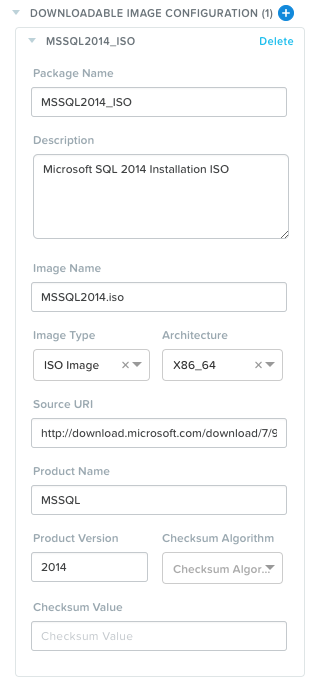 DOWNLOADABLE IMAGE CONFIGURATION (1)
MSSQL2014_ISO Delete
Package Name
MSSQL2014_ISO
Description
Microsoft SQL 2014 Installation ISO
Image Name
MSSQL2014.iso
Image Type Architecture
ISO Image X86_64
Source URI
http://download.microsoft.com/download/7/9
Product Name
MSSQL
Product Version Checksum Algorithm
2014 Checksum Algor...
Checksum Value
Checksum Value